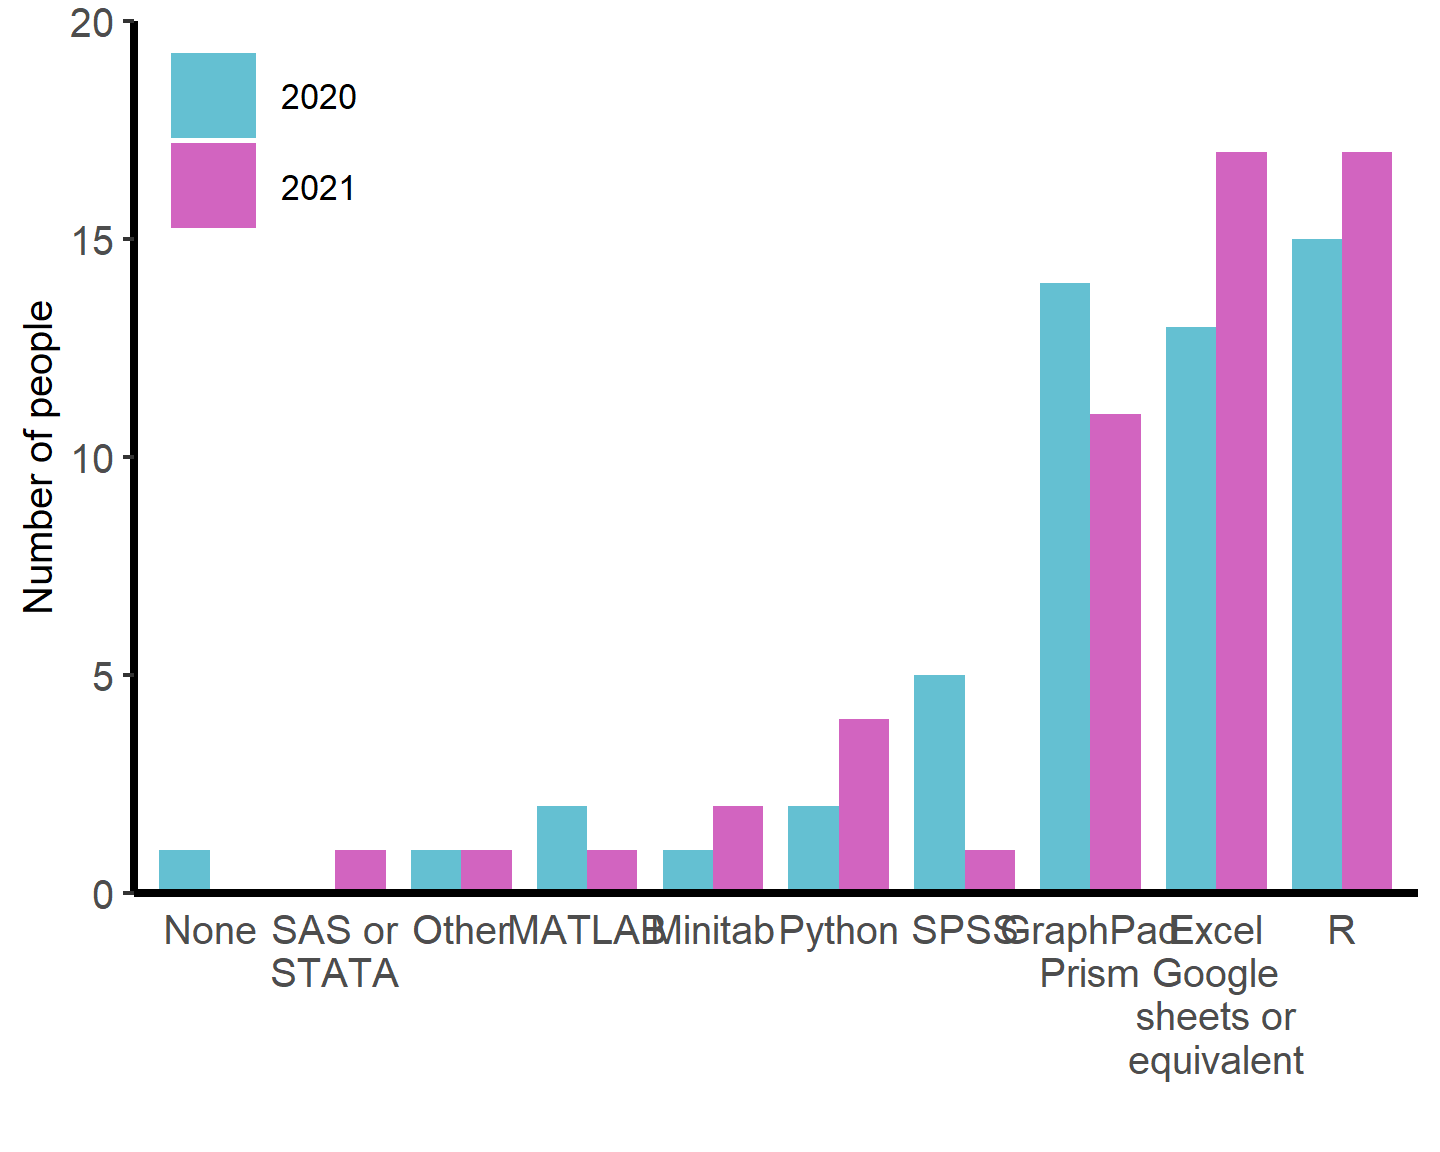 20
15
10
5
0
Number of people
2020
2021
None
SAS or
STATA
Other
MATLAB
Minitab
Python
SPSS
GraphPad
Prism
Excel
Google
sheets or
equivalent
R